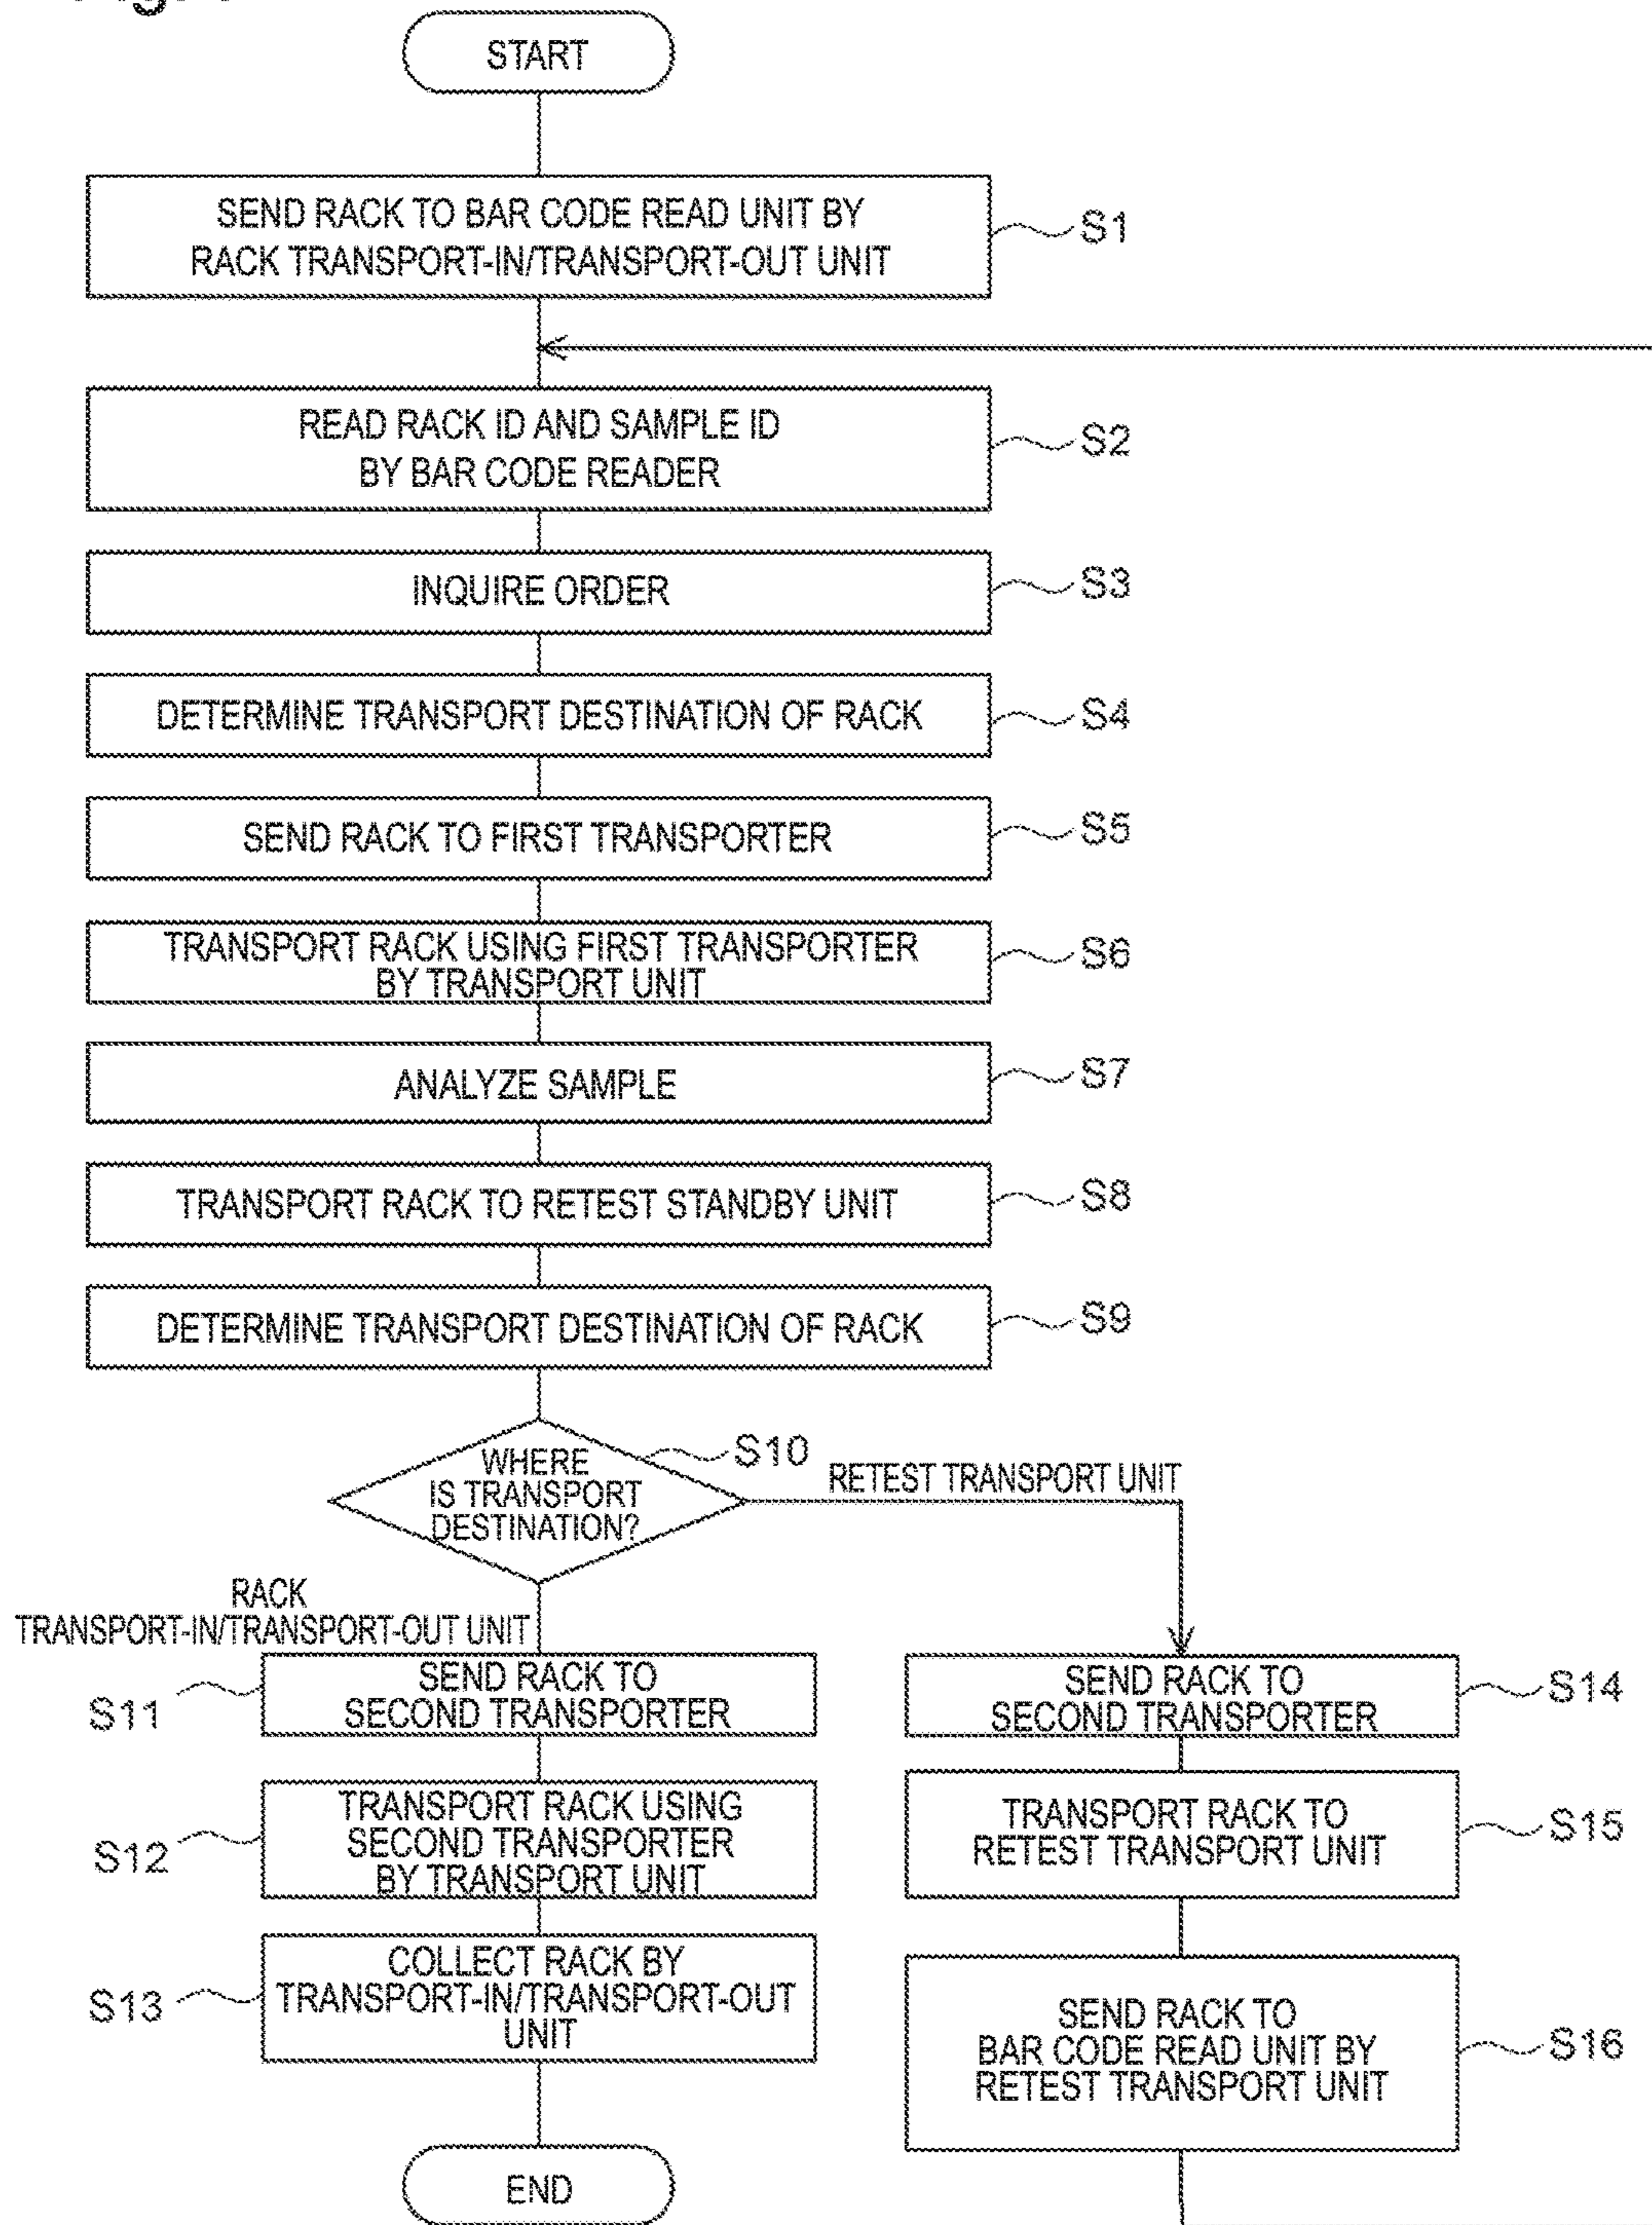 START
SEND RACK TO BAR CODE READ UNIT BY
RACK TRANSPORT-IN/TRANSPORT-OUT UNIT
S1
READ RACK ID AND SAMPLE ID
BY BAR CODE READER
S2
INQUIRE ORDER
S3
DETERMINE TRANSPORT DESTINATION OF RACK
S4
SEND RACK TO FIRST TRANSPORTER
S5
TRANSPORT RACK USING FIRST TRANSPORTER
BY TRANSPORT UNIT
S6
ANALYZE SAMPLE
S7
TRANSPORT RACK TO RETEST STANDBY UNIT
S8
DETERMINE TRANSPORT DESTINATION OF RACK
S9
WHERE
IS TRANSPORT
DESTINATION?
S10
RETEST TRANSPORT UNIT
RACK
TRANSPORT-IN/TRANSPORT-OUT UNIT
SEND RACK TO
SECOND TRANSPORTER
S11
TRANSPORT RACK USING
SECOND TRANSPORTER
BY TRANSPORT UNIT
S12
COLLECT RACK BY
TRANSPORT-IN/TRANSPORT-OUT
UNIT
S13
END
SEND RACK TO
SECOND TRANSPORTER
S14
TRANSPORT RACK TO
RETEST TRANSPORT UNIT
S15
SEND RACK TO
BAR CODE READ UNIT BY
RETEST TRANSPORT UNIT
S16